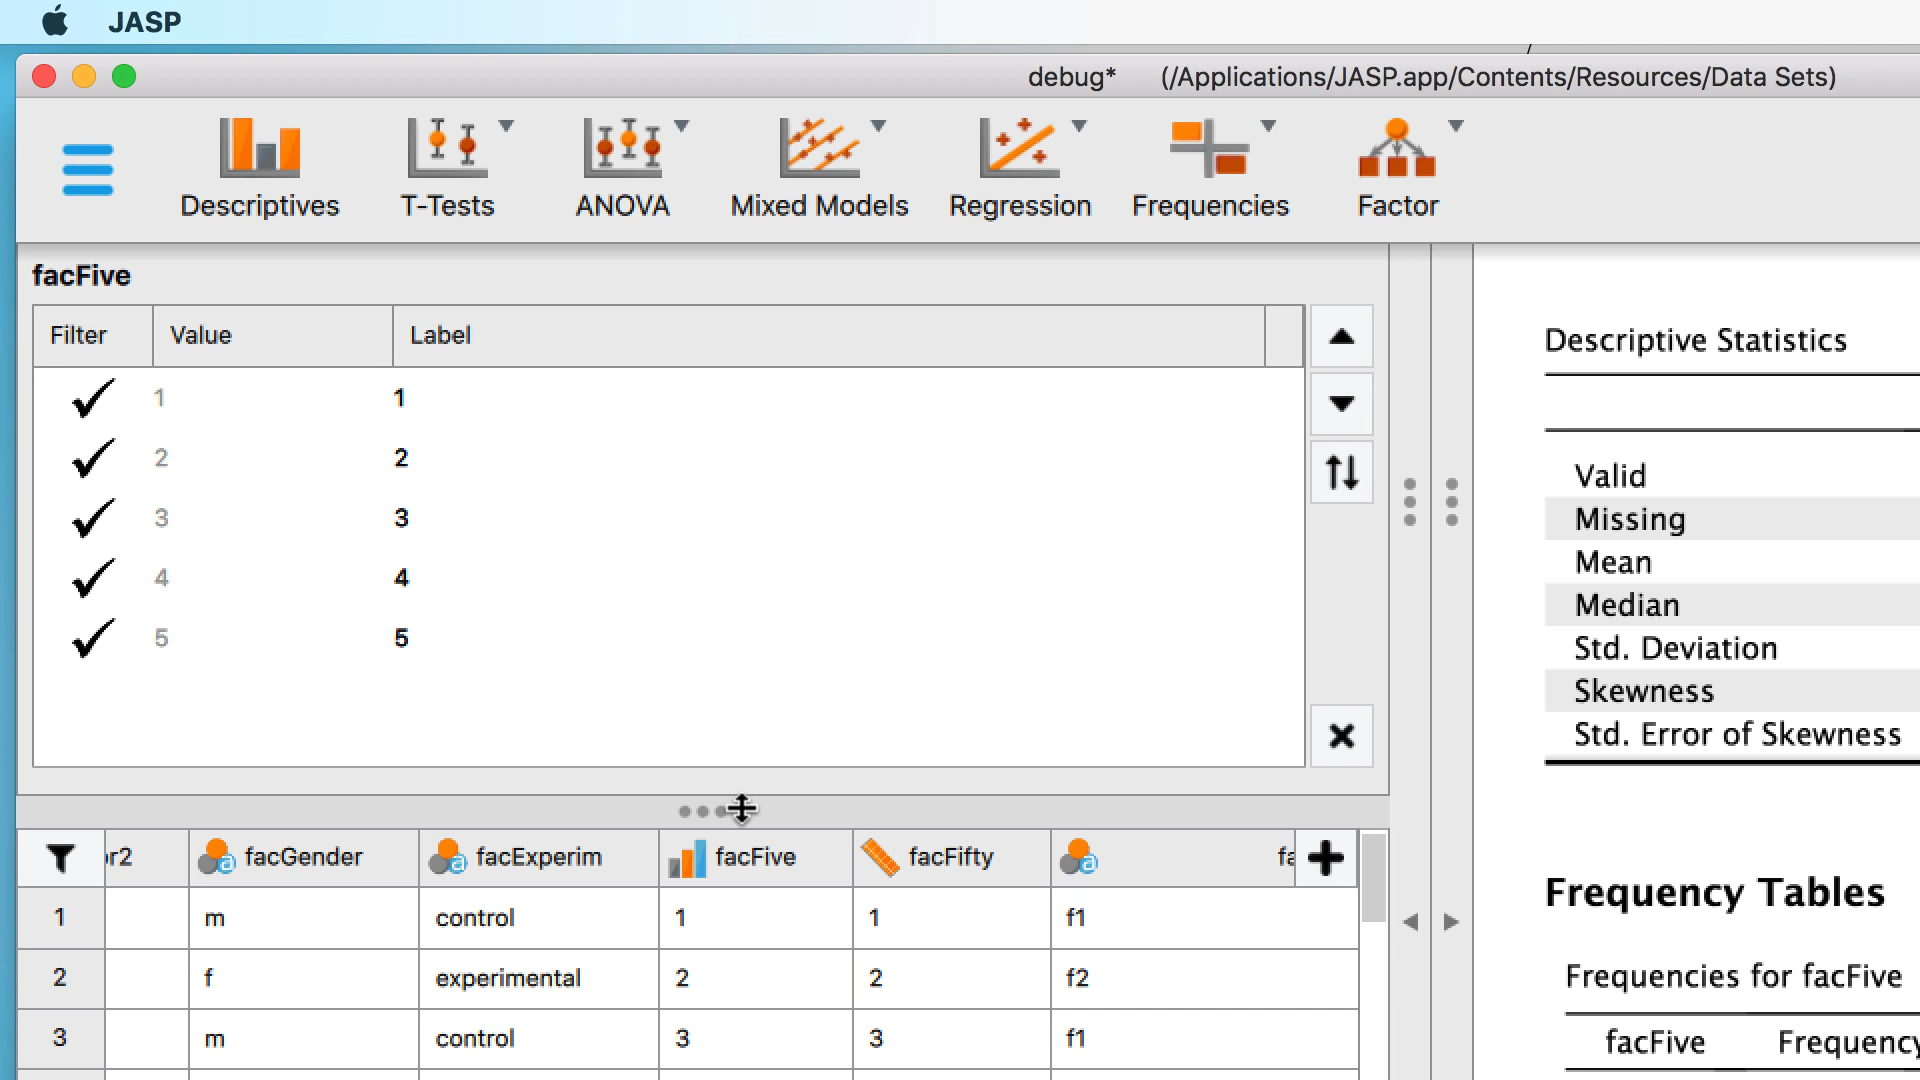 JASP
debug* (/Applications/JASP.app/Contents/Resources/Data Sets)
Descriptives T-Tests ANOVA Mixed Models Regression Frequencies Factor
facFive
Filter Value Label
1 1
2 2
3 3
4 4
5 5
r2 facGender facExperim facFive facFifty fa
1 m control 1 1 f1
2 f experimental 2 2 f2
3 m control 3 3 f1
Descriptive Statistics
Valid
Missing
Mean
Median
Std. Deviation
Skewness
Std. Error of Skewness
Frequency Tables
Frequencies for facFive
facFive Frequency